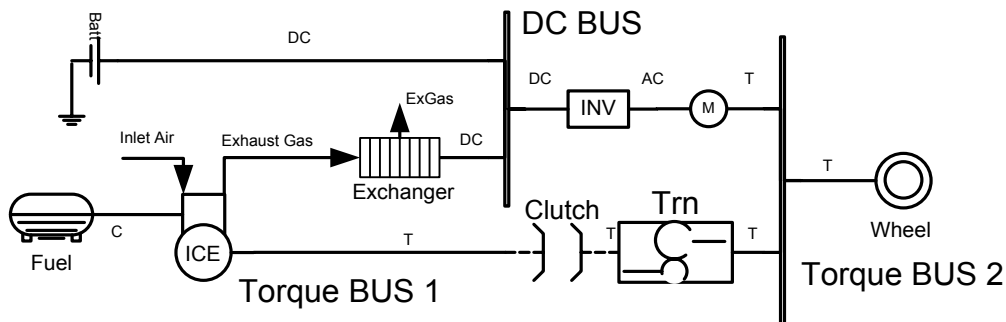 Batt
DC
DC BUS
DC
AC
T
INV
M
ExGas
Inlet Air
Exhaust Gas
DC
Exchanger
T
Wheel
Clutch
Trn
C
ICE
T
T
T
Fuel
Torque BUS 1
Torque BUS 2